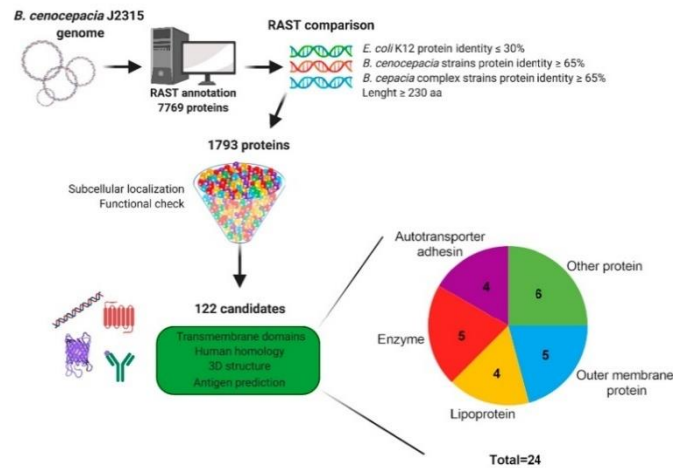 B. cenocepacia J2315
genome
RAST annotation
7769 proteins
RAST comparison
E. coli K12 protein identity ≤ 30%
B. cenocepacia strains protein identity ≥ 65%
B. cepacia complex strains protein identity ≥ 65%
Lenght ≥ 230 aa
1793 proteins
Subcellular localization
Functional check
122 candidates
Transmembrane domains
Human homology
3D structure
Antigen prediction
Autotransporter
adhesin
Other protein
4
6
Enzyme
5
5
4
Outer membrane
protein
Lipoprotein
Total=24